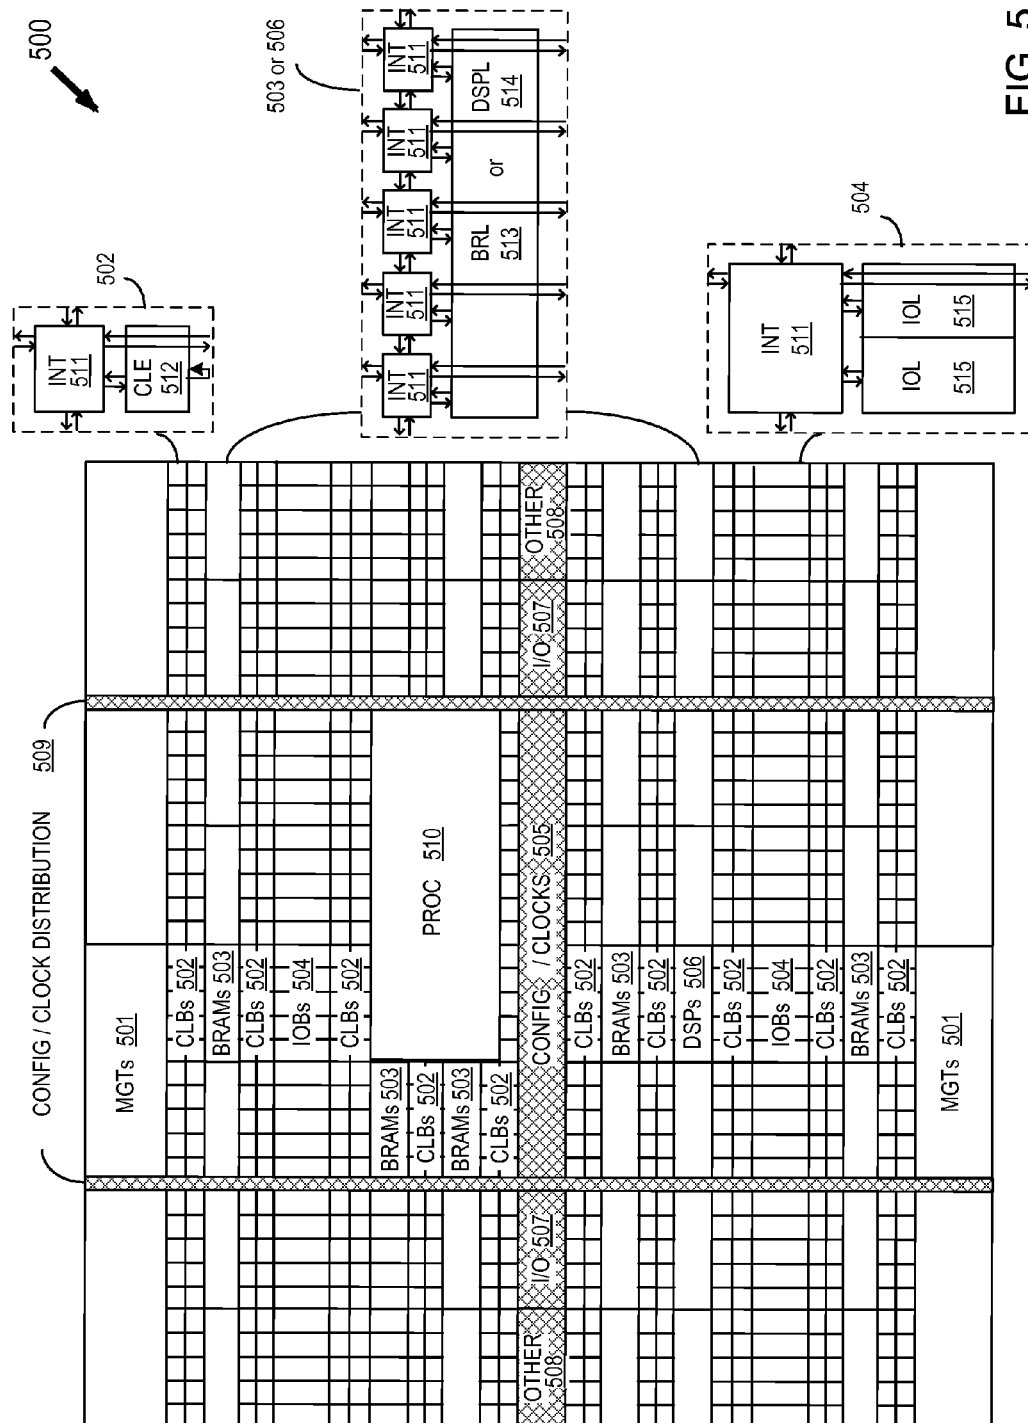 500
FIG. 5
CONFIG / CLOCK DISTRIBUTION 509
MGTs 501
CLBs 502
BRAMs 503
CLBs 502
IOBs 504
CLBs 502
BRAMs 503
CLBs 502
BRAMs 503
CLBs 502
PROC 510
OTHER 508
I/O 507
CONFIG / CLOCKS 505
I/O 507
OTHER 508
CLBs 502
BRAMs 503
CLBs 502
DSPs 506
CLBs 502
IOBs 504
CLBs 502
BRAMs 503
CLBs 502
MGTs 501
502
INT
511
CLE
512
503 or 506
INT
511
INT
511
INT
511
INT
511
INT
511
BRL
513
or
DSPL
514
504
INT
511
IOL
515
IOL
515